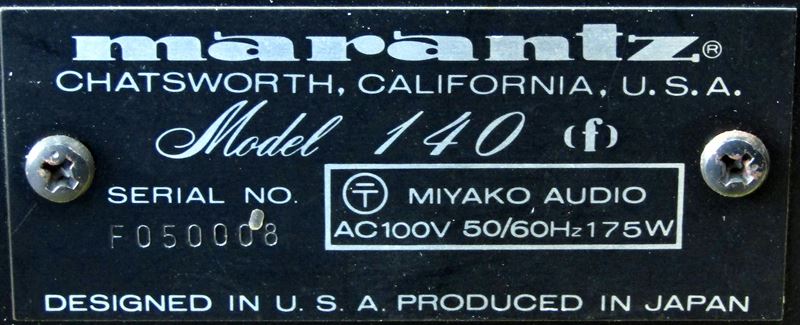 marantz®
CHATSWORTH, CALIFORNIA, U.S.A.
Model 140 (f)
SERIAL NO.
F050008
MIYAKO AUDIO
AC100V 50/60Hz 175W
DESIGNED IN U.S.A. PRODUCED IN JAPAN